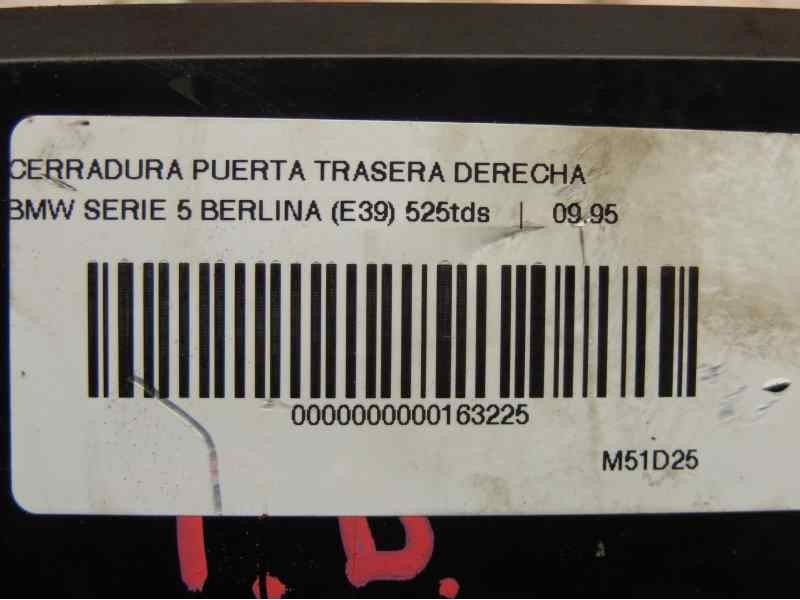 CERRADURA PUERTA TRASERA DERECHA
BMW SERIE 5 BERLINA (E39) 525tds | 09.95
0000000000163225
M51D25